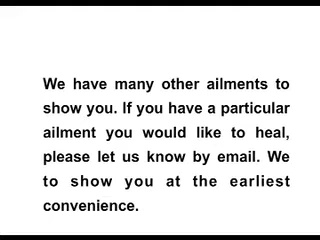 We have many other ailments to
show you. If you have a particular
ailment you would like to heal,
please let us know by email. We
to show you at the earliest
convenience.